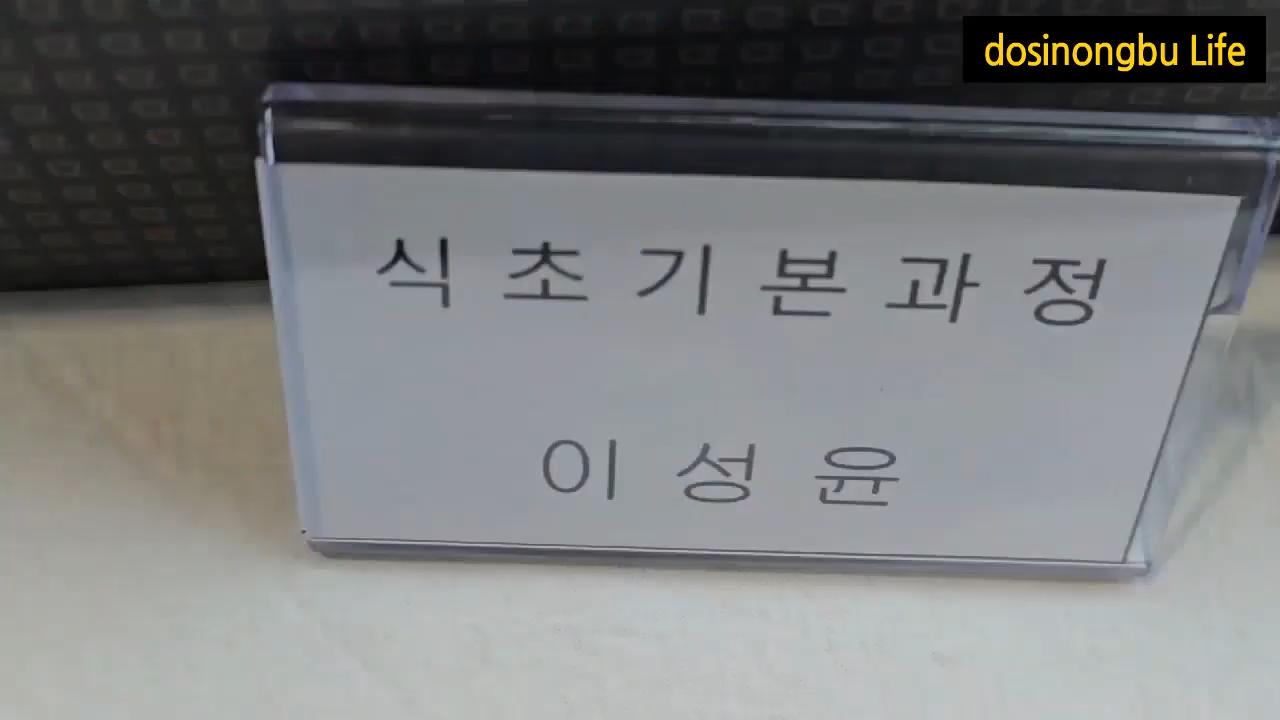 dosinongbu Life
식 초 기 본 과 정
이 성 윤